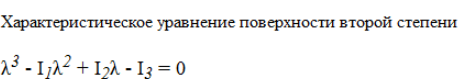 Характеристическое уравнение поверхности второй степени
λ³ - I₁λ² + I₂λ - I₃ = 0